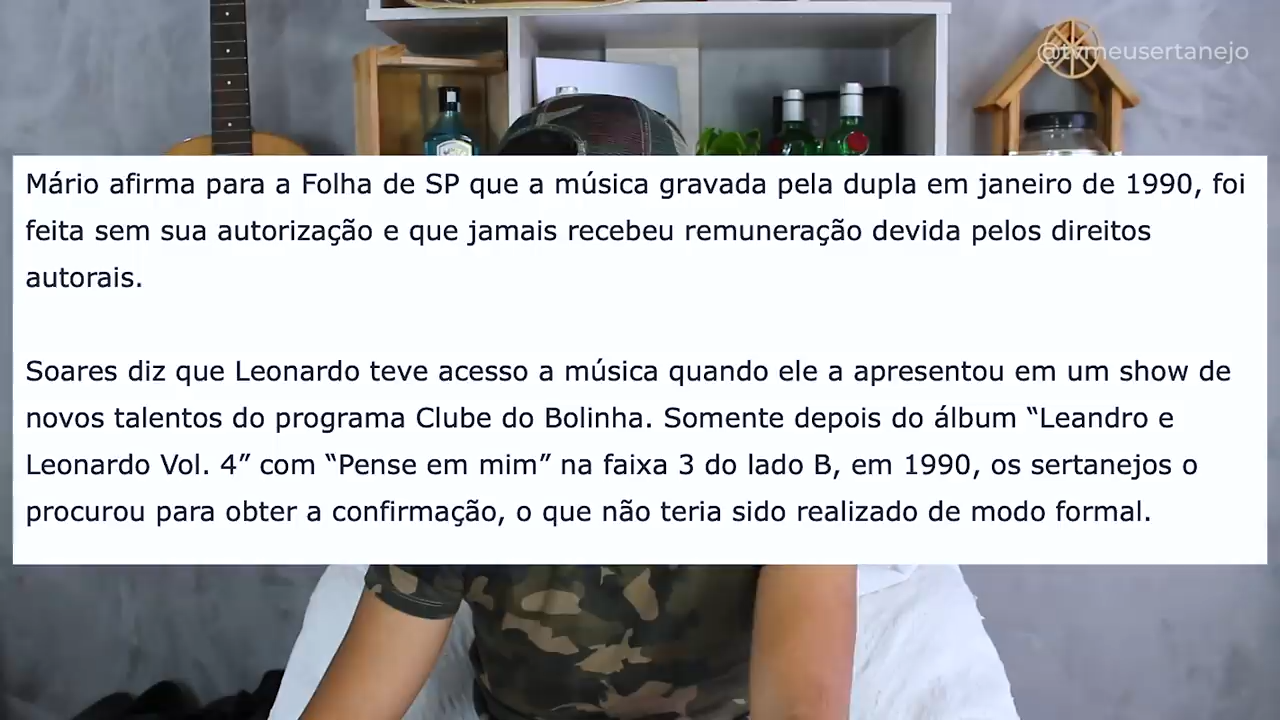 @tvmeusertanejo
Mário afirma para a Folha de SP que a música gravada pela dupla em janeiro de 1990, foi
feita sem sua autorização e que jamais recebeu remuneração devida pelos direitos
autorais.
Soares diz que Leonardo teve acesso a música quando ele a apresentou em um show de
novos talentos do programa Clube do Bolinha. Somente depois do álbum “Leandro e
Leonardo Vol. 4” com “Pense em mim” na faixa 3 do lado B, em 1990, os sertanejos o
procurou para obter a confirmação, o que não teria sido realizado de modo formal.